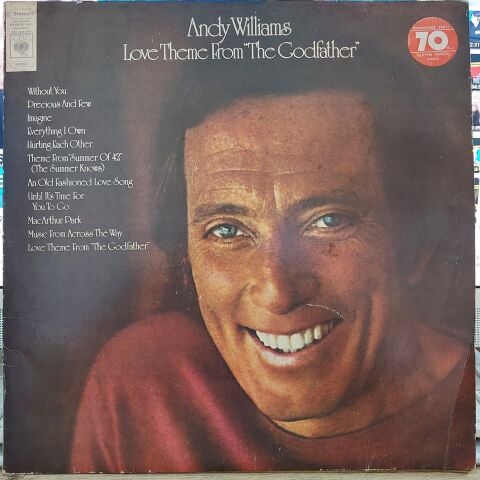 Stereo
CBS
Andy Williams
Love Theme From "The Godfather"
70
Without You
Precious And Few
Imagine
Everything I Own
Hurting Each Other
Theme From "Summer Of '42"
(The Summer Knows)
An Old Fashioned Love Song
Until It's Time For
You To Go
MacArthur Park
Music From Across The Way
Love Theme From "The Godfather"